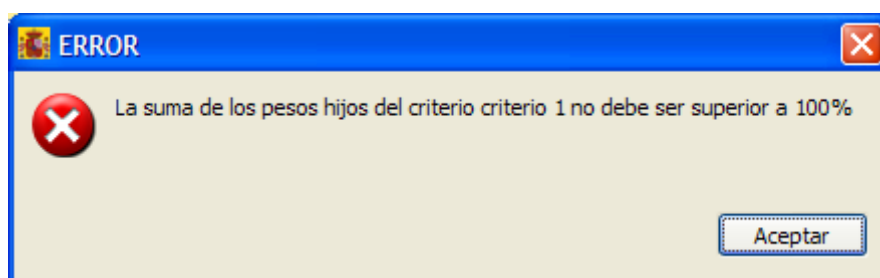 ERROR
La suma de los pesos hijos del criterio criterio 1 no debe ser superior a 100%
Aceptar